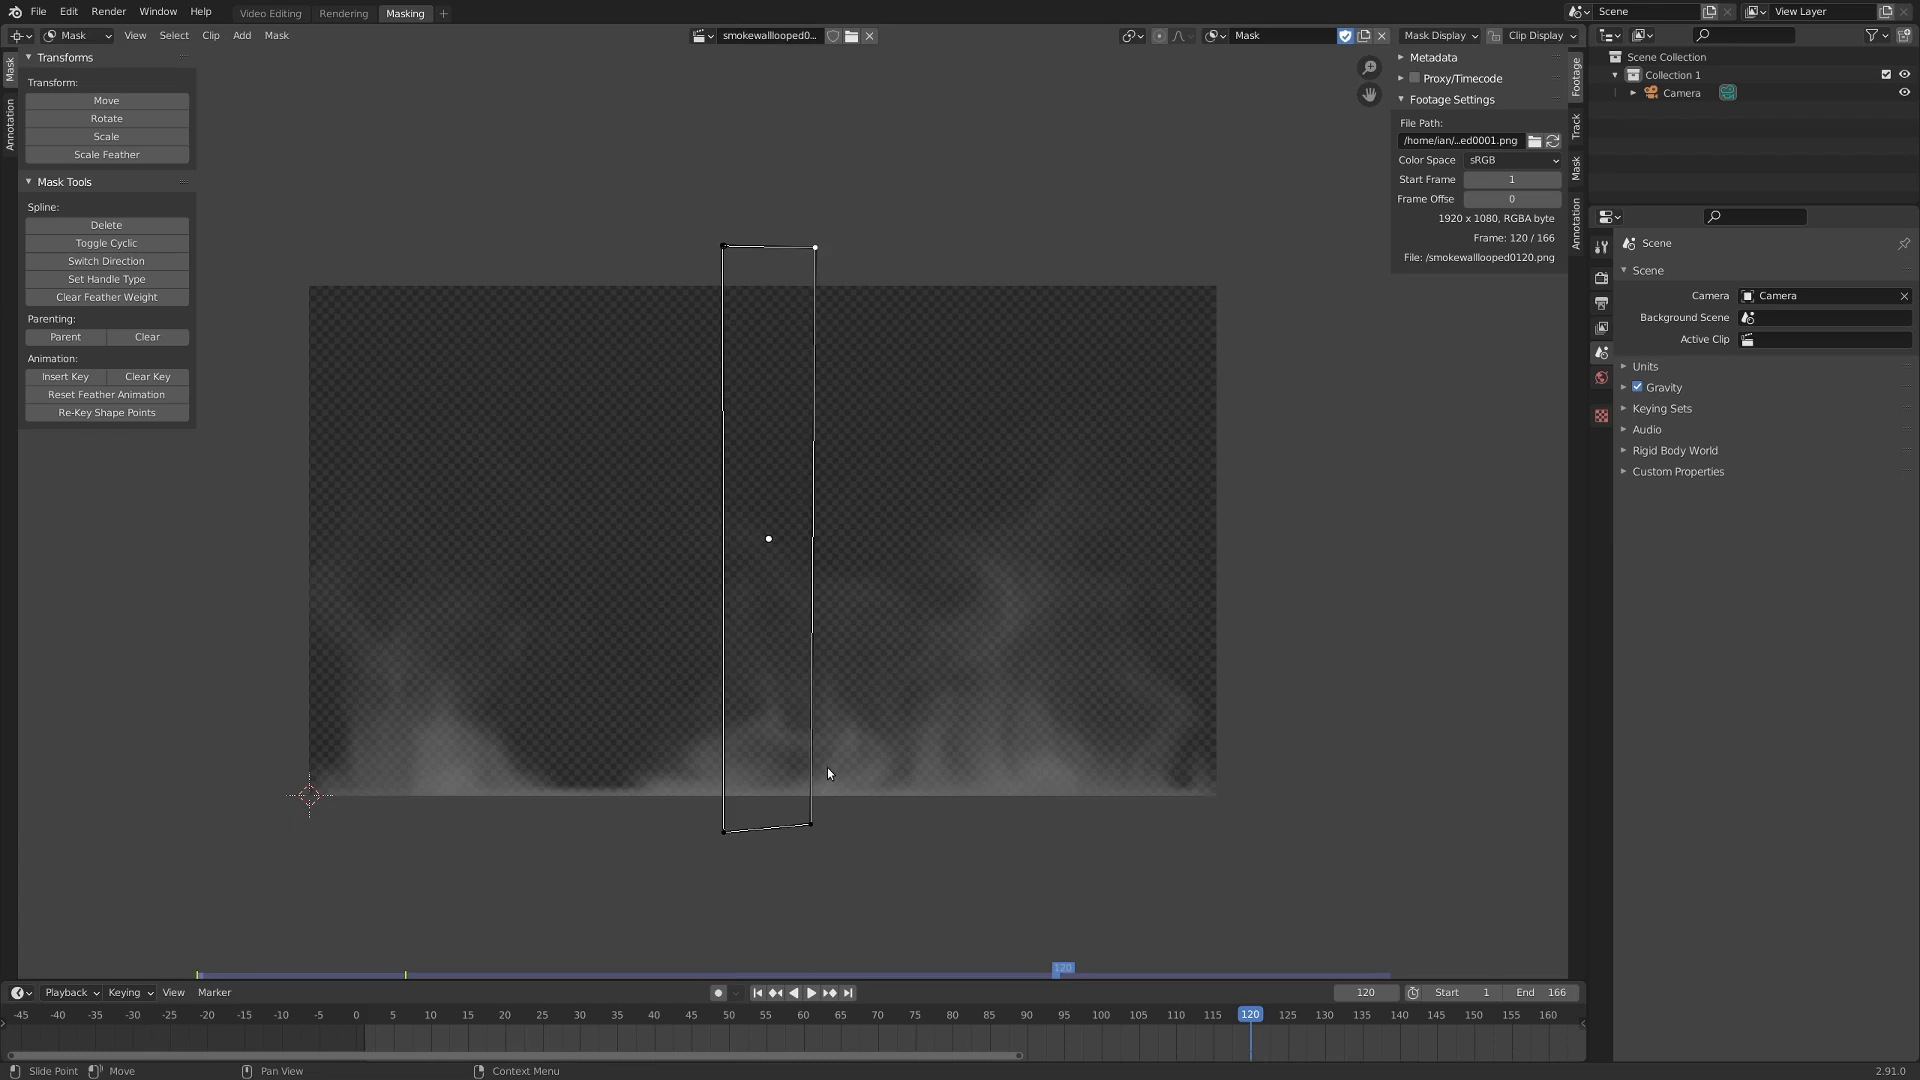 File Edit Render Window Help Video Editing Rendering Masking + Scene View Layer
Mask View Select Clip Add Mask smokewalllooped0... Mask Mask Display Clip Display
Transforms
Transform:
Move
Rotate
Scale
Scale Feather
Mask Tools
Spline:
Delete
Toggle Cyclic
Switch Direction
Set Handle Type
Clear Feather Weight
Parenting:
Parent Clear
Animation:
Insert Key Clear Key
Reset Feather Animation
Re-Key Shape Points
Mask
Annotation
Metadata
Proxy/Timecode
Footage Settings
File Path:
/home/ian/...ed0001.png
Color Space sRGB
Start Frame 1
Frame Offse 0
1920 x 1080, RGBA byte
Frame: 120 / 166
File: /smokewalllooped0120.png
Footage
Track
Mask
Annotation
Scene Collection
Collection 1
Camera
Scene
Scene
Camera Camera
Background Scene
Active Clip
Units
Gravity
Keying Sets
Audio
Rigid Body World
Custom Properties
120
Playback Keying View Marker 120 Start 1 End 166
-45 -40 -35 -30 -25 -20 -15 -10 -5 0 5 10 15 20 25 30 35 40 45 50 55 60 65 70 75 80 85 90 95 100 105 110 115 120 125 130 135 140 145 150 155 160
Slide Point Move Pan View Context Menu 2.91.0